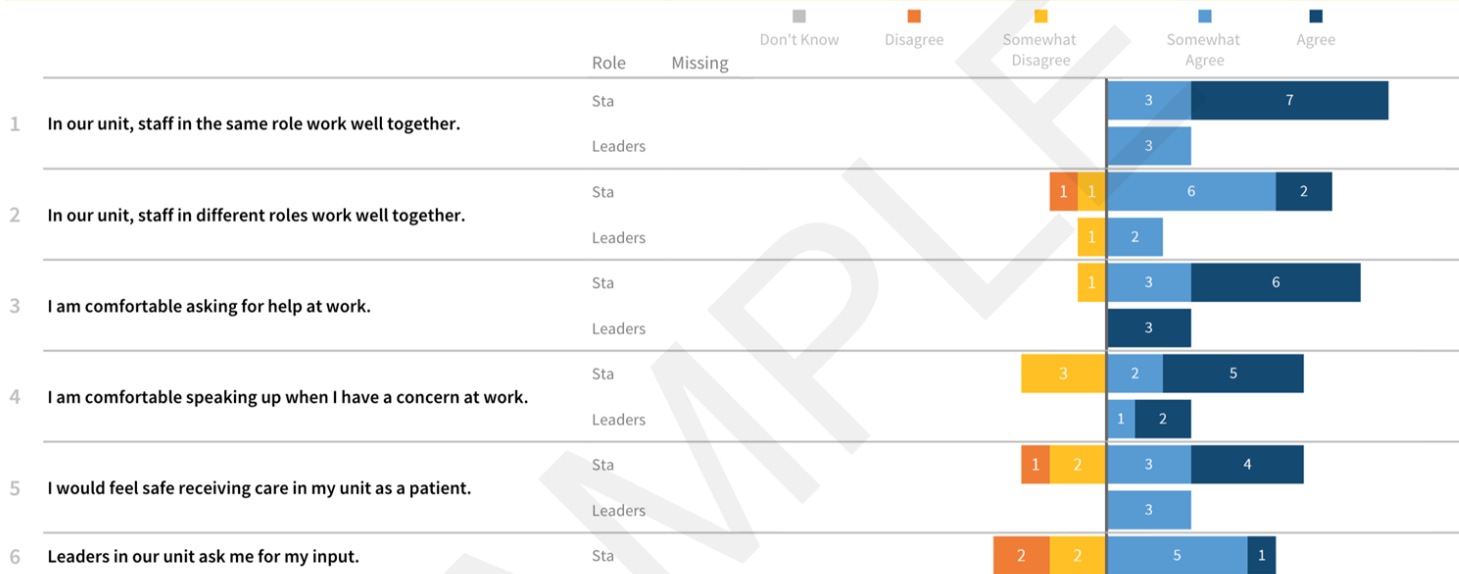 Don't Know Disagree Somewhat Disagree Somewhat Agree Agree
Role Missing
1 In our unit, staff in the same role work well together.
Sta 3 7
Leaders 3
2 In our unit, staff in different roles work well together.
Sta 1 1 6 2
Leaders 1 2
3 I am comfortable asking for help at work.
Sta 1 3 6
Leaders 3
4 I am comfortable speaking up when I have a concern at work.
Sta 3 2 5
Leaders 1 2
5 I would feel safe receiving care in my unit as a patient.
Sta 1 2 3 4
Leaders 3
6 Leaders in our unit ask me for my input.
Sta 2 2 5 1